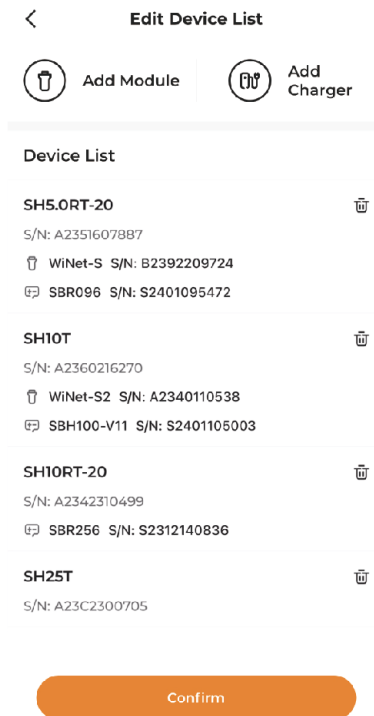 Edit Device List
Add Module
Add
Charger
Device List
SH5.0RT-20
S/N: A2351607887
WiNet-S S/N: B2392209724
SBR096 S/N: S2401095472
SH10T
S/N: A2360216270
WiNet-S2 S/N: A2340110538
SBH100-V11 S/N: S2401105003
SH10RT-20
S/N: A2342310499
SBR256 S/N: S2312140836
SH25T
S/N: A23C2300705
Confirm